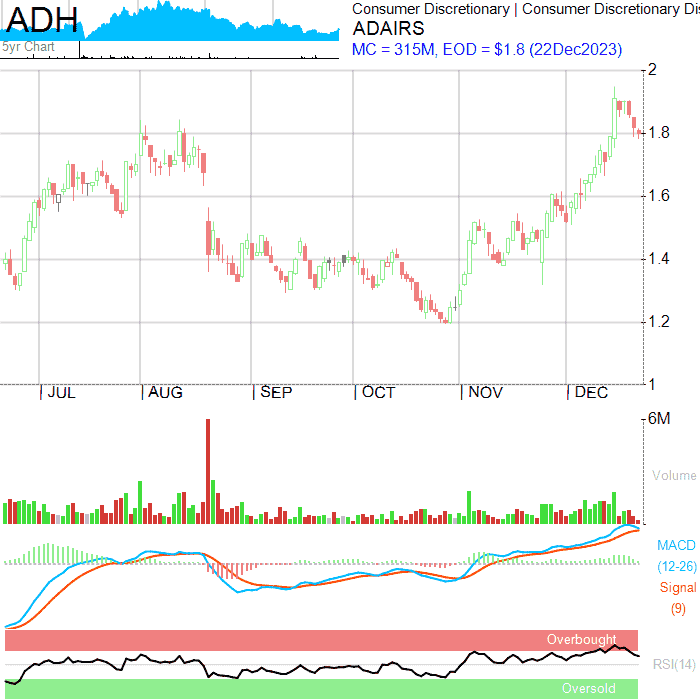 ADH
5yr Chart
Consumer Discretionary | Consumer Discretionary Dis
ADAIRS
MC = 315M, EOD = $1.8 (22Dec2023)
2
1.8
1.6
1.4
1.2
1
JUL AUG SEP OCT NOV DEC
6M
Volume
MACD
(12-26)
Signal
(9)
Overbought
RSI(14)
Oversold